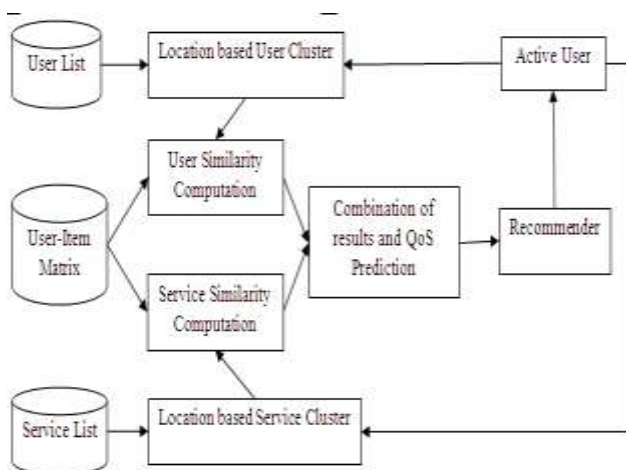 User List
Location based User Cluster
Active User
User Similarity
Computation
User-Item
Matrix
Combination of
results and QoS
Prediction
Recommender
Service Similarity
Computation
Service List
Location based Service Cluster